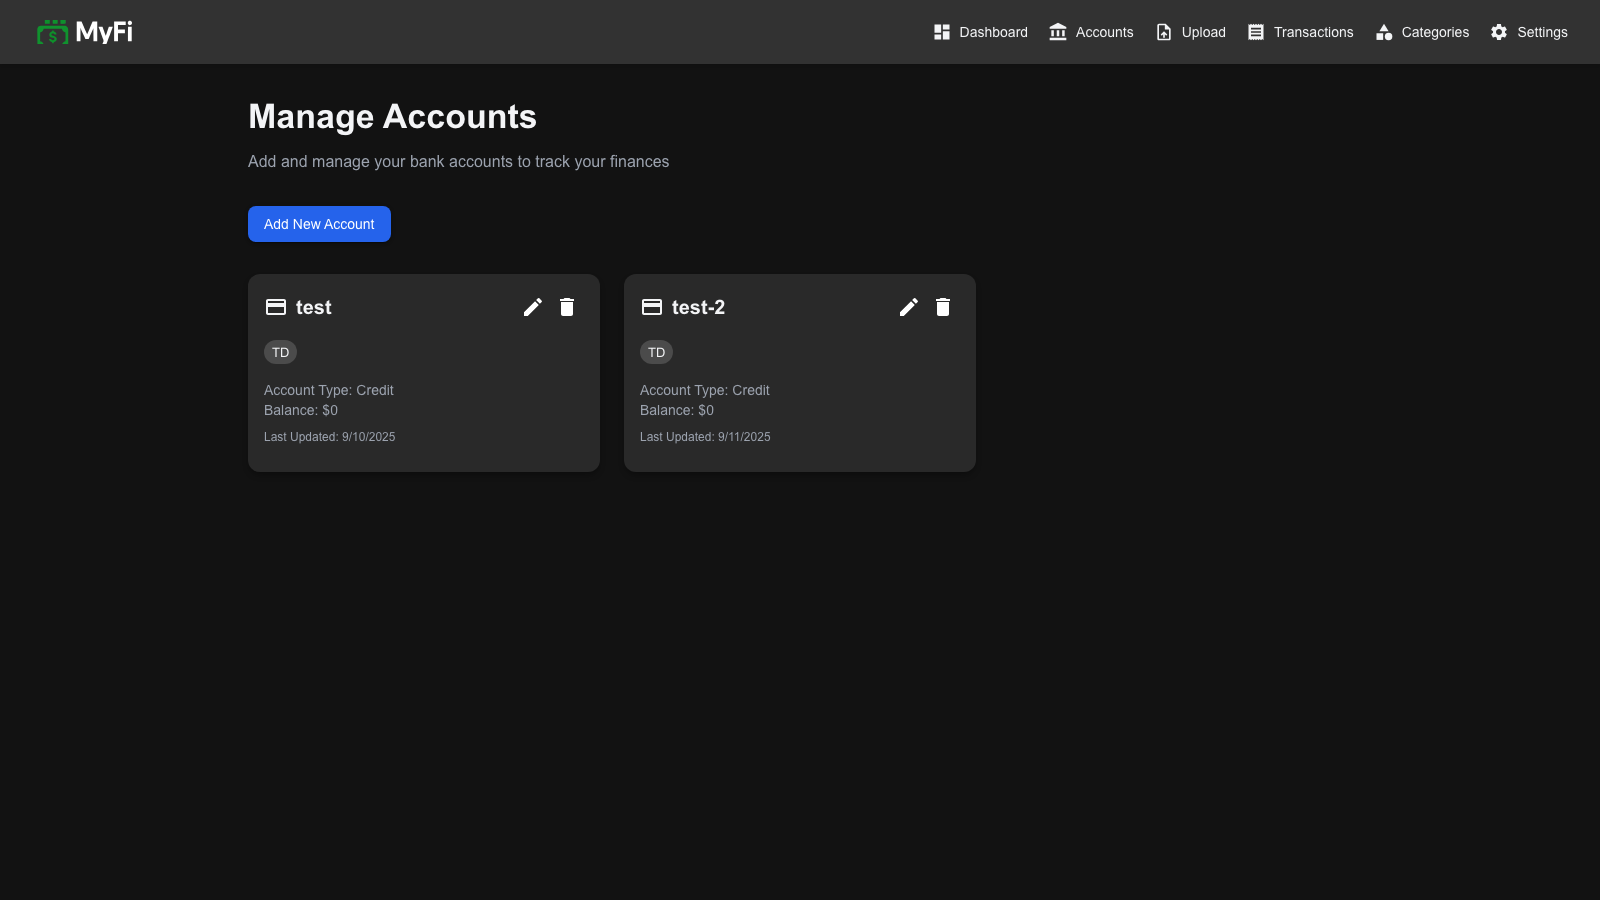 MyFi
Dashboard Accounts Upload Transactions Categories Settings
Manage Accounts
Add and manage your bank accounts to track your finances
Add New Account
test
TD
Account Type: Credit
Balance: $0
Last Updated: 9/10/2025
test-2
TD
Account Type: Credit
Balance: $0
Last Updated: 9/11/2025